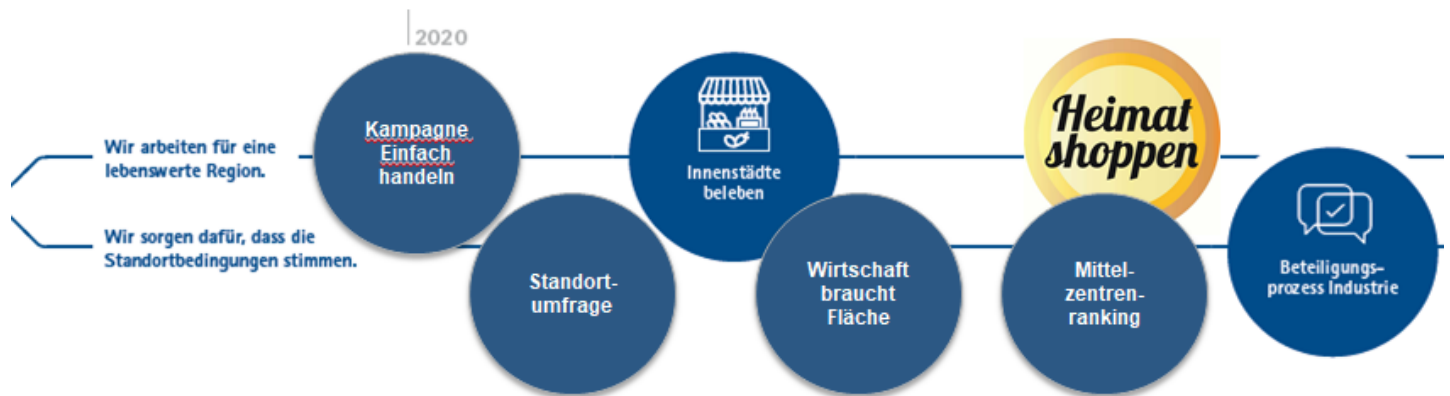 2020
Kampagne
Einfach
handeln
Wir arbeiten für eine
lebenswerte Region.
Innenstädte
beleben
Heimat
shoppen
Wir sorgen dafür, dass die
Standortbedingungen stimmen.
Standort-
umfrage
Wirtschaft
braucht
Fläche
Mittel-
zentren-
ranking
Beteiligungs-
prozess Industrie